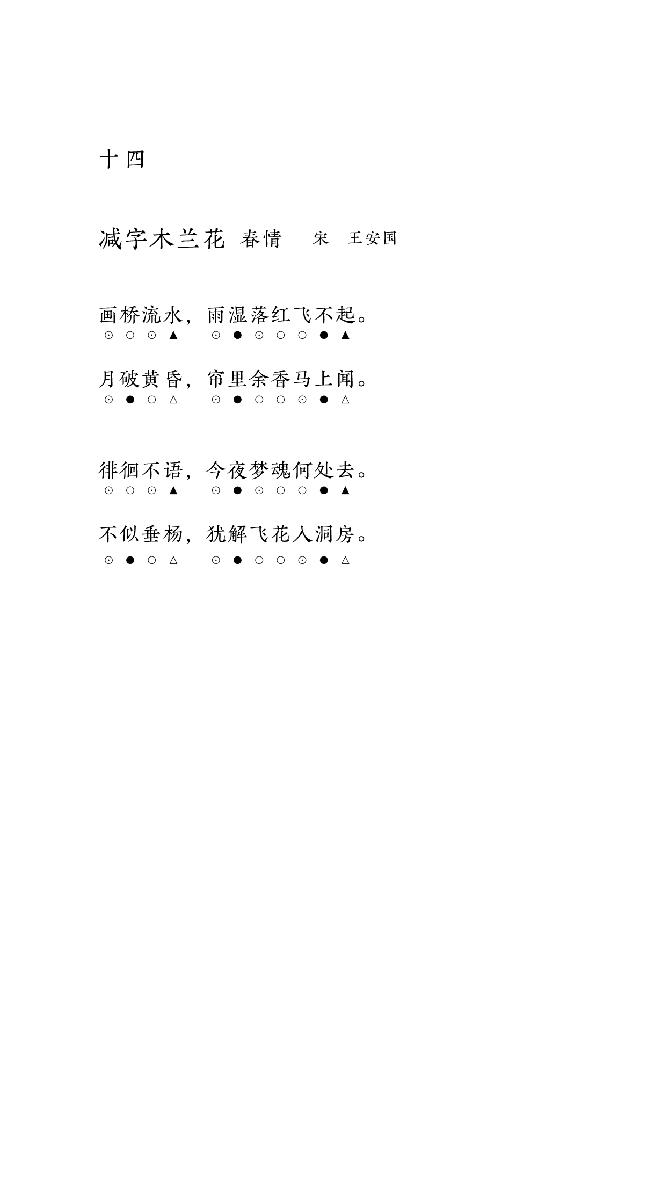 十四
减字木兰花 春情 宋 王安国
画桥流水，雨湿落红飞不起。
⊙○⊙▲ ⊙●⊙○○●▲
月破黄昏，帘里余香马上闻。
⊙●○△ ⊙●○○⊙●△
徘徊不语，今夜梦魂何处去。
⊙○⊙▲ ⊙●⊙○○●▲
不似垂杨，犹解飞花入洞房。
⊙●○△ ⊙●○○⊙●△